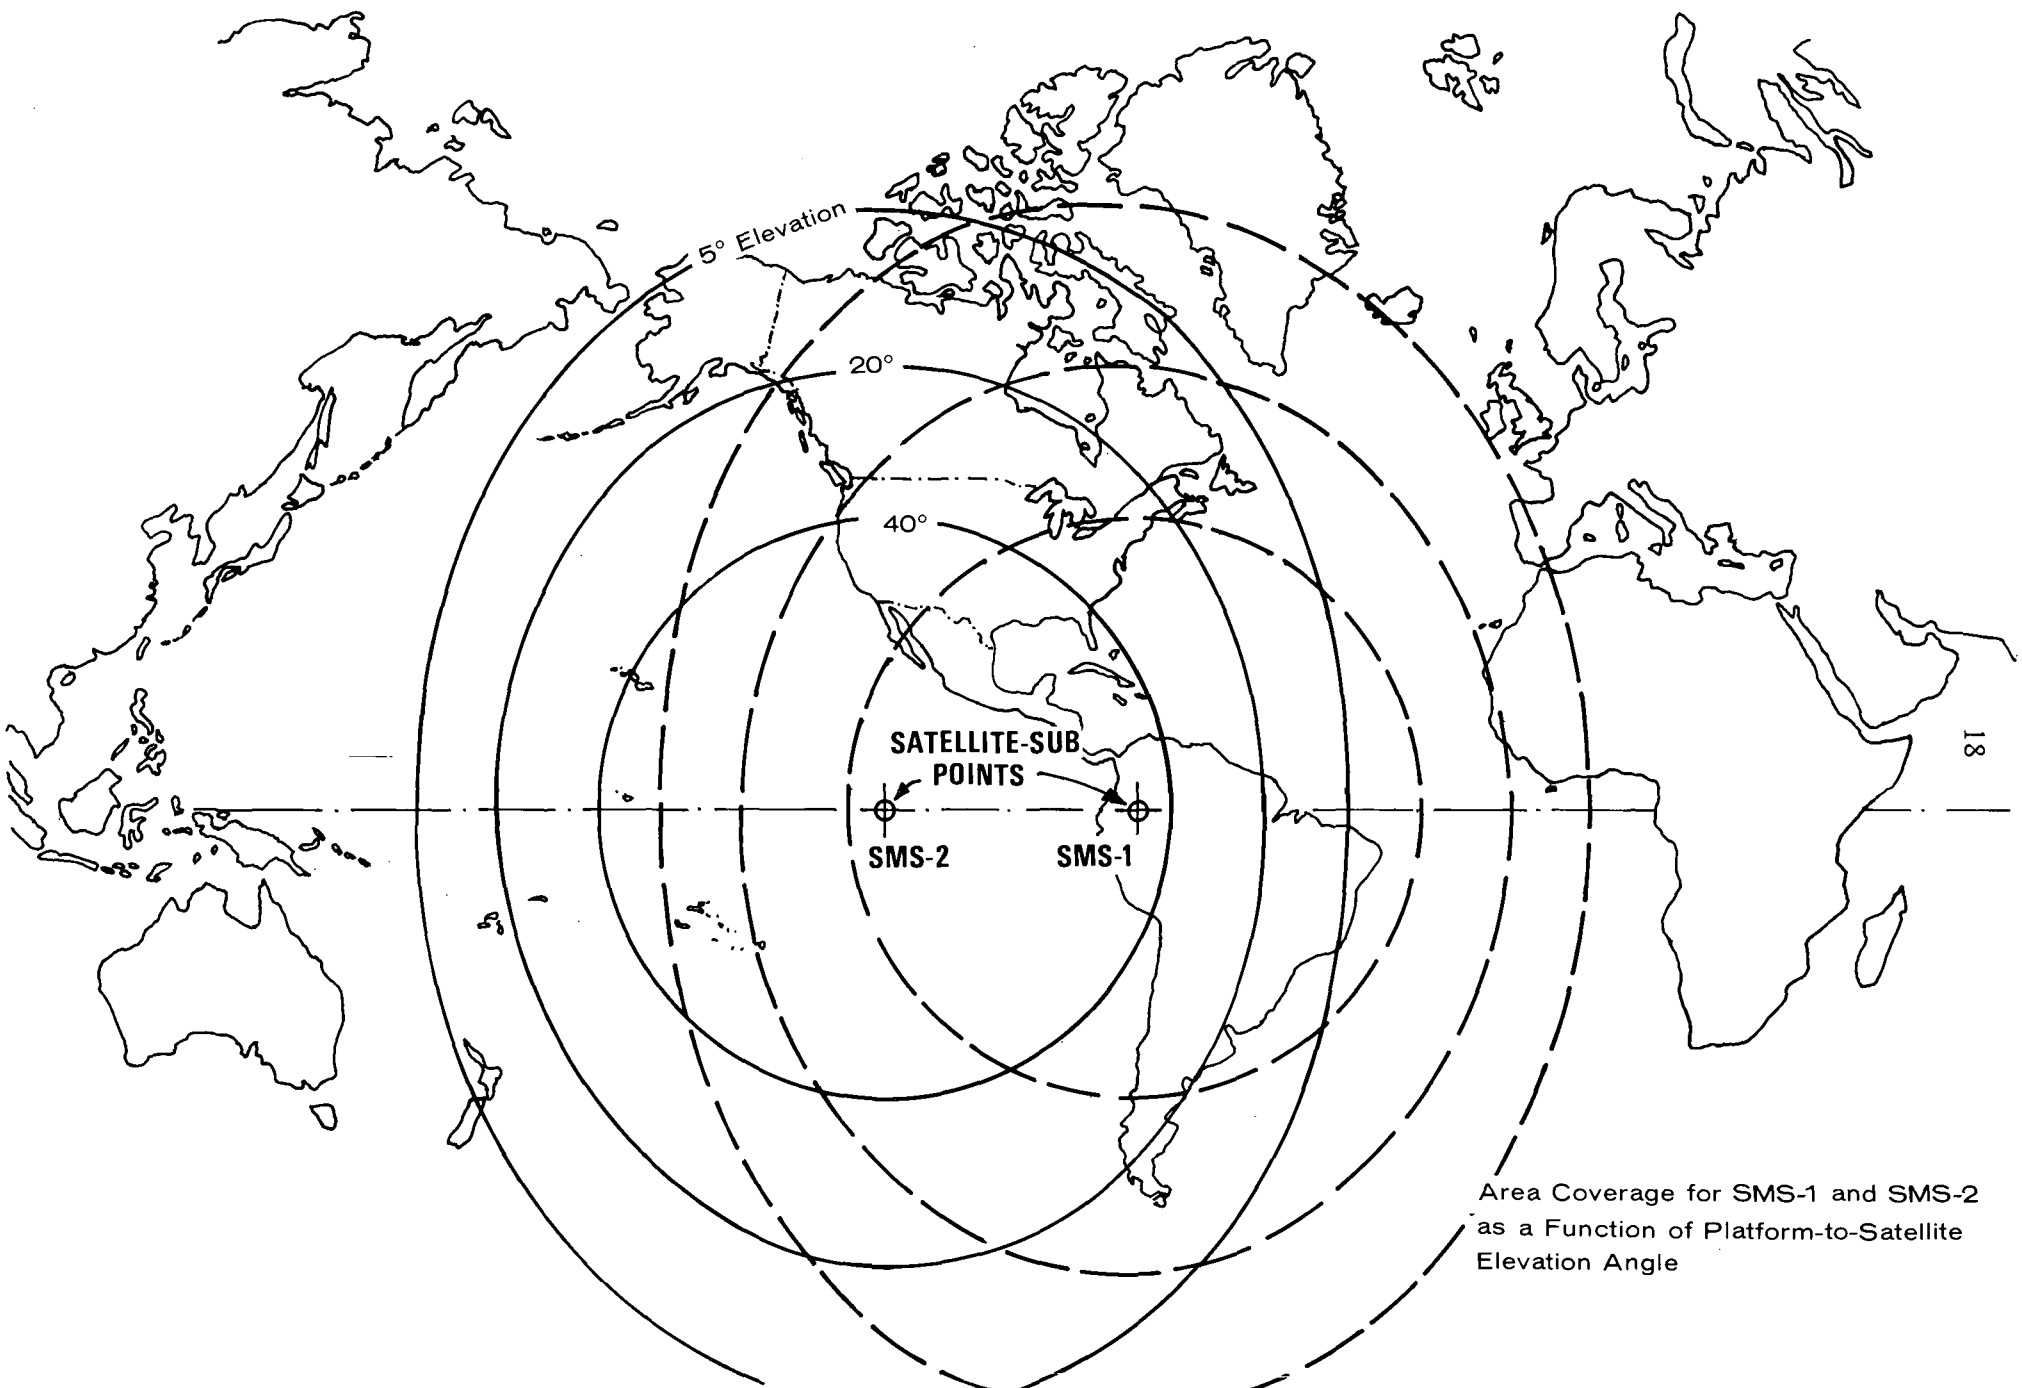 5° Elevation
20°
40°
SATELLITE-SUB
POINTS
SMS-2
SMS-1
18
Area Coverage for SMS-1 and SMS-2
as a Function of Platform-to-Satellite
Elevation Angle